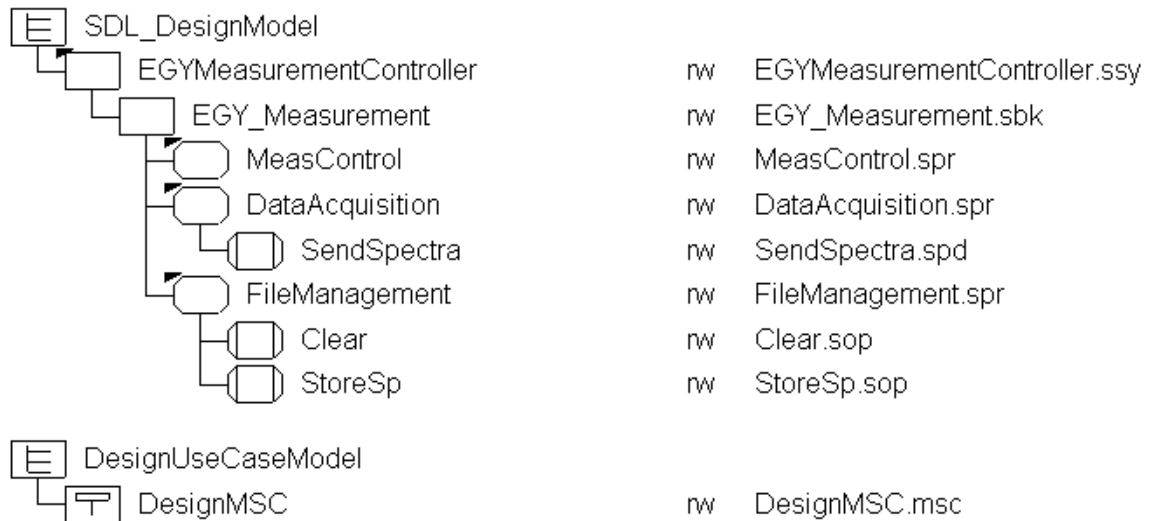 SDL_DesignModel
EGYMeasurementController rw EGYMeasurementController.ssy
EGY_Measurement rw EGY_Measurement.sbk
MeasControl rw MeasControl.spr
DataAcquisition rw DataAcquisition.spr
SendSpectra rw SendSpectra.spd
FileManagement rw FileManagement.spr
Clear rw Clear.sop
StoreSp rw StoreSp.sop
DesignUseCaseModel
DesignMSC rw DesignMSC.msc